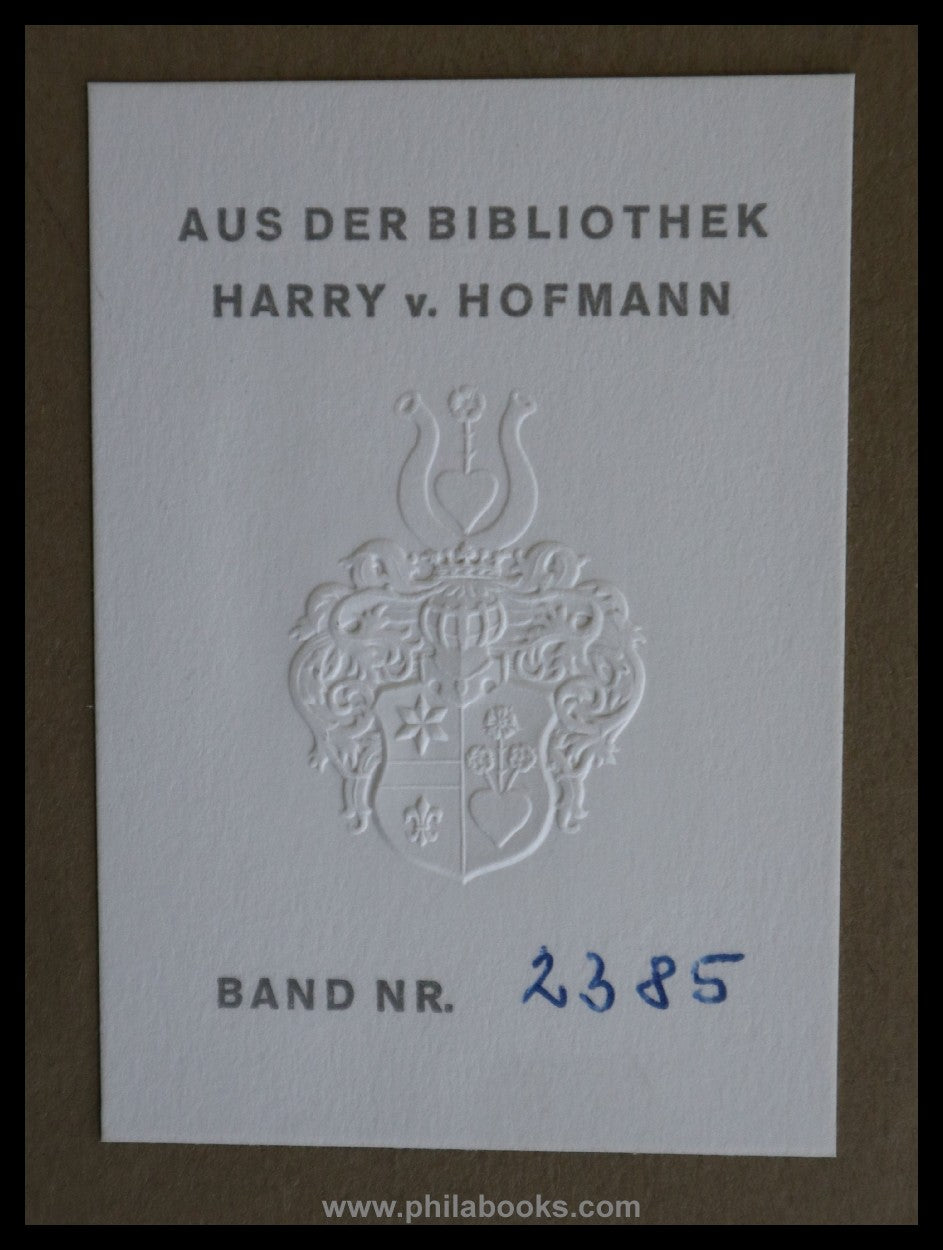 AUS DER BIBLIOTHEK
HARRY v. HOFMANN
BAND NR. 2385
www.philabooks.com